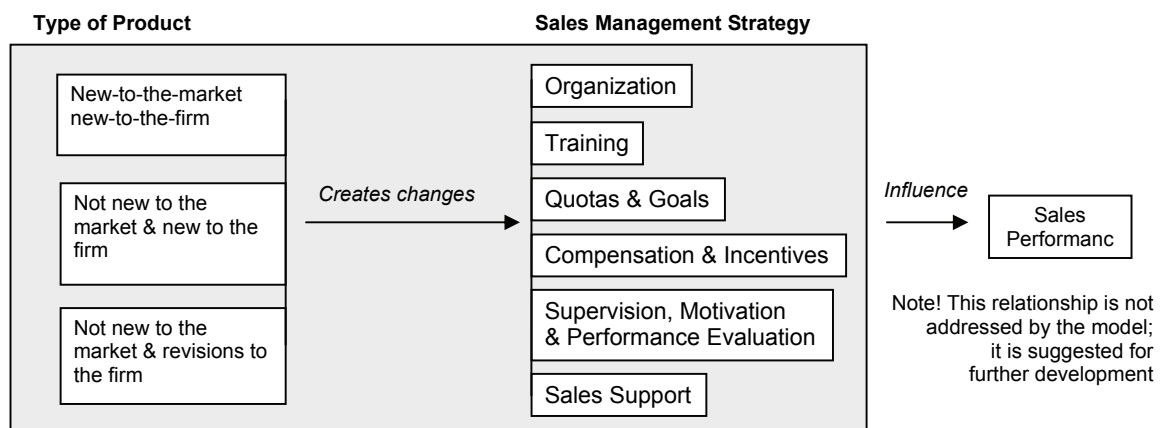 Type of Product
Sales Management Strategy
New-to-the-market
new-to-the-firm
Not new to the
market & new to the
firm
Not new to the
market & revisions to
the firm
Creates changes
Organization
Training
Quotas & Goals
Compensation & Incentives
Supervision, Motivation
& Performance Evaluation
Sales Support
Influence
Sales
Performanc
Note! This relationship is not
addressed by the model;
it is suggested for
further development